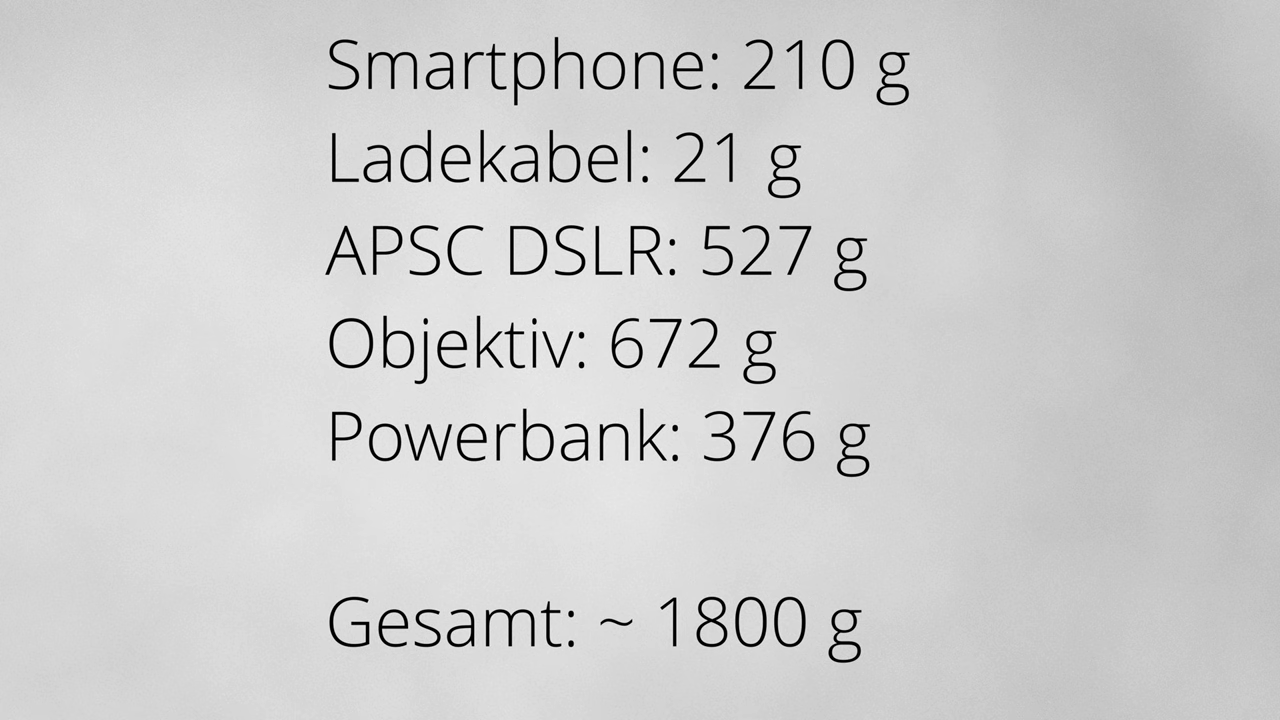 Smartphone: 210 g
Ladekabel: 21 g
APSC DSLR: 527 g
Objektiv: 672 g
Powerbank: 376 g
Gesamt: ~ 1800 g